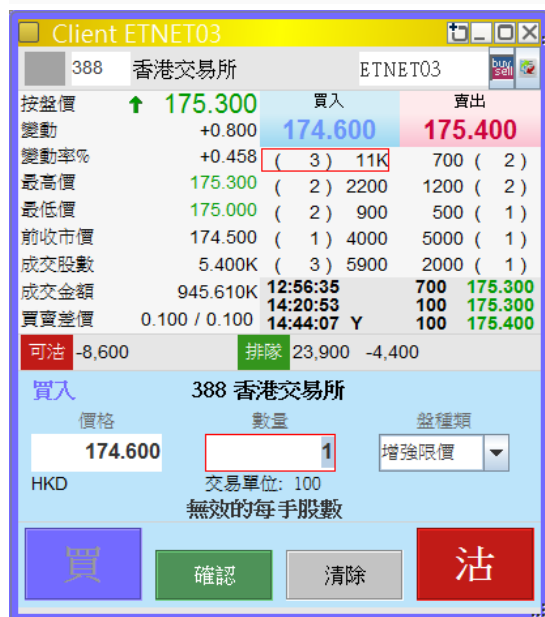 Client ETNET03
388 香港交易所 ETNET03 buy sell
按盤價 175.300 買入 賣出
變動 +0.800 174.600 175.400
變動率% +0.458 ( 3 ) 11K 700 ( 2 )
最高價 175.300 ( 2 ) 2200 1200 ( 2 )
最低價 175.000 ( 2 ) 900 500 ( 1 )
前收市價 174.500 ( 1 ) 4000 5000 ( 1 )
成交股數 5.400K ( 3 ) 5900 2000 ( 1 )
成交金額 945.610K 12:56:35 700 175.300
14:20:53 100 175.300
買賣差價 0.100 / 0.100 14:44:07 Y 100 175.400
可沽 -8,600 排隊 23,900 -4,400
買入 388 香港交易所
價格 數量 盤種類
174.600 1 增強限價
HKD 交易單位: 100
無效的每手股數
買 確認 清除 沽